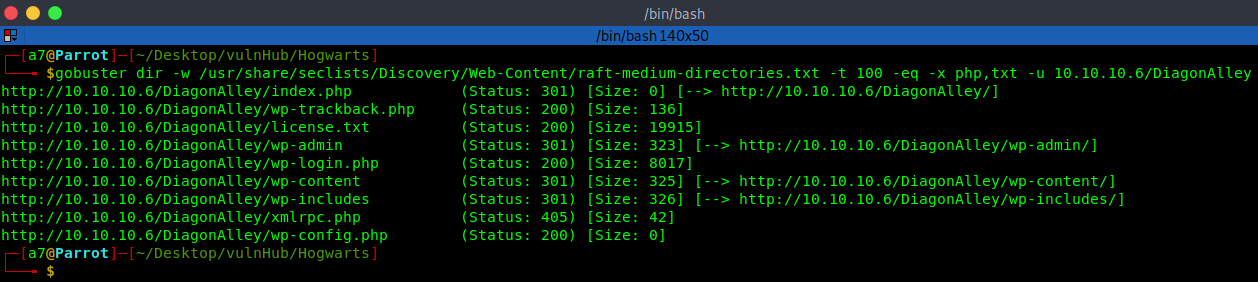 /bin/bash
/bin/bash 140x50
┌─[a7@Parrot]─[~/Desktop/vulnHub/Hogwarts]
└──╼ $gobuster dir -w /usr/share/seclists/Discovery/Web-Content/raft-medium-directories.txt -t 100 -eq -x php,txt -u 10.10.10.6/DiagonAlley
http://10.10.10.6/DiagonAlley/index.php            (Status: 301) [Size: 0] [--> http://10.10.10.6/DiagonAlley/]
http://10.10.10.6/DiagonAlley/wp-trackback.php     (Status: 200) [Size: 136]
http://10.10.10.6/DiagonAlley/license.txt          (Status: 200) [Size: 19915]
http://10.10.10.6/DiagonAlley/wp-admin             (Status: 301) [Size: 323] [--> http://10.10.10.6/DiagonAlley/wp-admin/]
http://10.10.10.6/DiagonAlley/wp-login.php         (Status: 200) [Size: 8017]
http://10.10.10.6/DiagonAlley/wp-content           (Status: 301) [Size: 325] [--> http://10.10.10.6/DiagonAlley/wp-content/]
http://10.10.10.6/DiagonAlley/wp-includes          (Status: 301) [Size: 326] [--> http://10.10.10.6/DiagonAlley/wp-includes/]
http://10.10.10.6/DiagonAlley/xmlrpc.php           (Status: 405) [Size: 42]
http://10.10.10.6/DiagonAlley/wp-config.php        (Status: 200) [Size: 0]
┌─[a7@Parrot]─[~/Desktop/vulnHub/Hogwarts]
└──╼ $